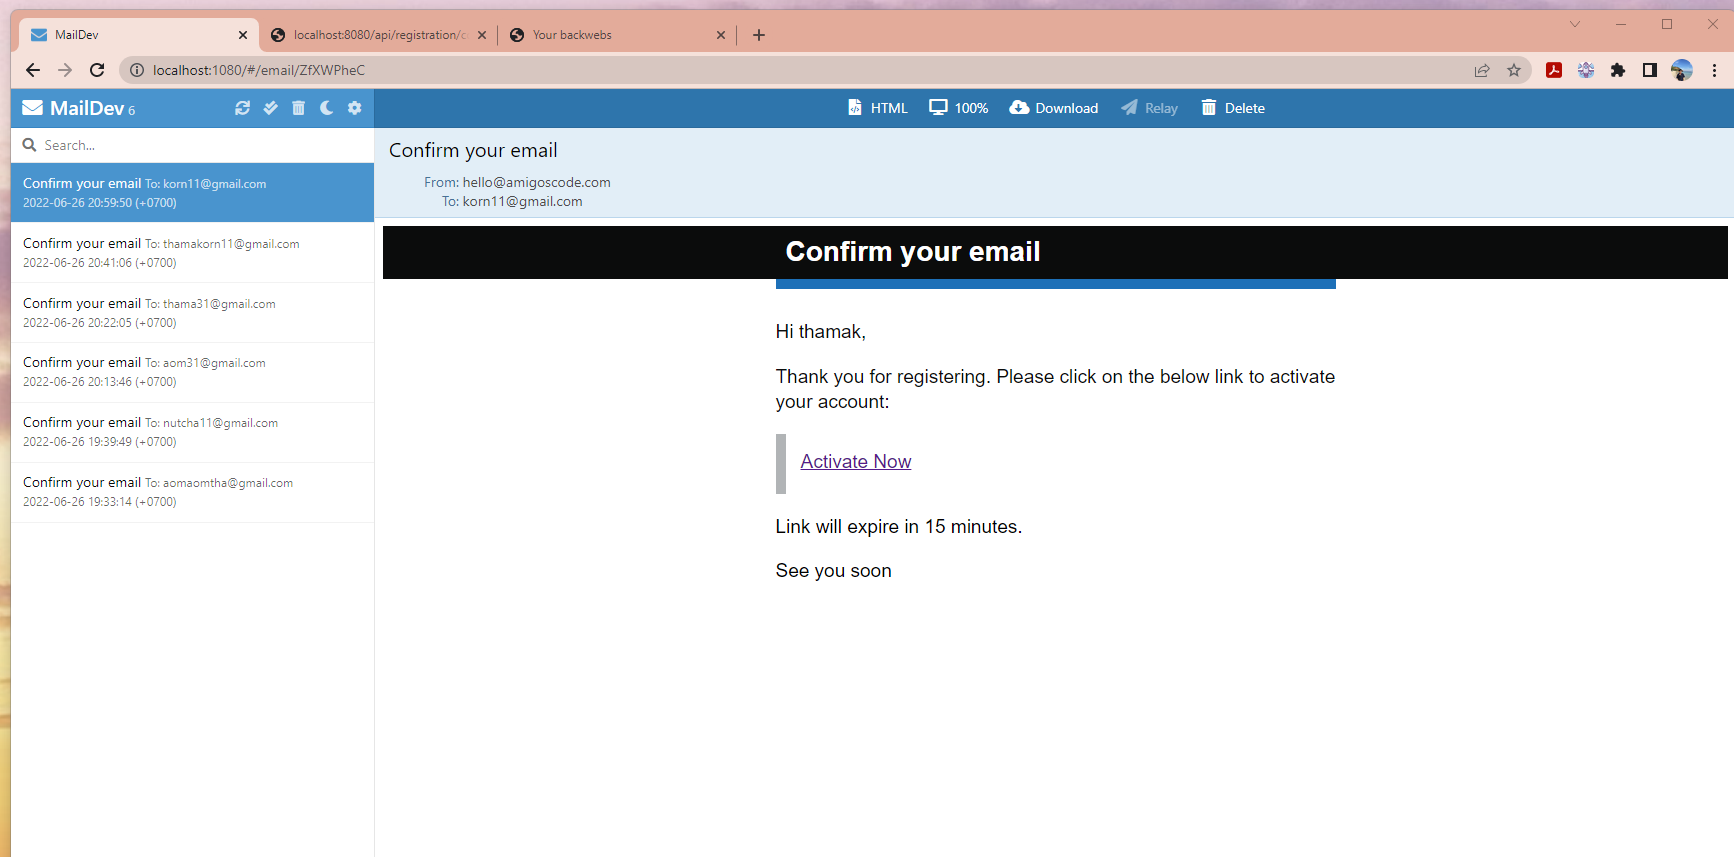 MailDev
localhost:8080/api/registration/c
Your backwebs
localhost:1080/#/email/ZfXWPheC
MailDev 6
HTML
100%
Download
Relay
Delete
Search...
Confirm your email To: korn11@gmail.com
2022-06-26 20:59:50 (+0700)
Confirm your email To: thamakorn11@gmail.com
2022-06-26 20:41:06 (+0700)
Confirm your email To: thama31@gmail.com
2022-06-26 20:22:05 (+0700)
Confirm your email To: aom31@gmail.com
2022-06-26 20:13:46 (+0700)
Confirm your email To: nutcha11@gmail.com
2022-06-26 19:39:49 (+0700)
Confirm your email To: aomaomtha@gmail.com
2022-06-26 19:33:14 (+0700)
Confirm your email
From: hello@amigoscode.com
To: korn11@gmail.com
Confirm your email
Hi thamak,
Thank you for registering. Please click on the below link to activate
your account:
Activate Now
Link will expire in 15 minutes.
See you soon